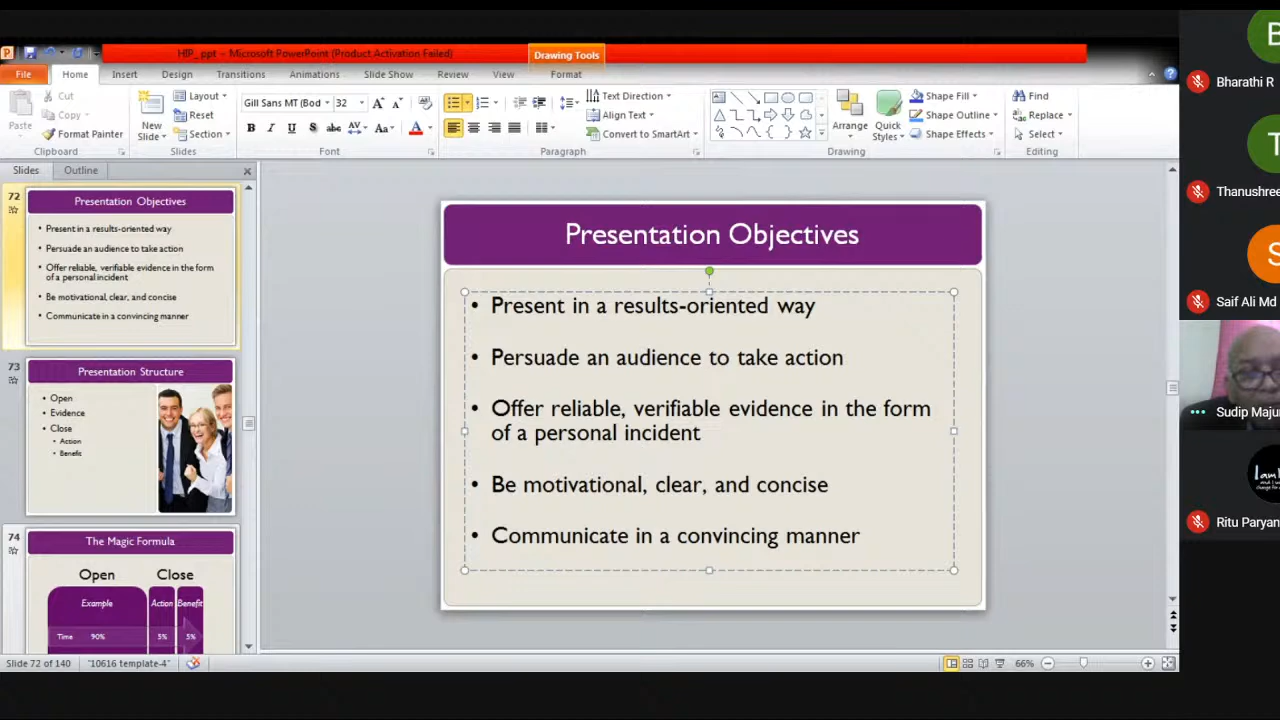 HIP_ppt - Microsoft PowerPoint (Product Activation Failed)
Drawing Tools
File Home Insert Design Transitions Animations Slide Show Review View Format
Paste
Cut
Copy
Format Painter
Clipboard
New Slide
Layout
Reset
Section
Slides
Gill Sans MT (Bod 32
B I U S abc AV Aa A
Font
Text Direction
Align Text
Convert to SmartArt
Paragraph
Arrange
Quick Styles
Shape Fill
Shape Outline
Shape Effects
Drawing
Find
Replace
Select
Editing
Slides Outline
72
Presentation Objectives
• Present in a results-oriented way
• Persuade an audience to take action
• Offer reliable, verifiable evidence in the form
of a personal incident
• Be motivational, clear, and concise
• Communicate in a convincing manner
73
Presentation Structure
• Open
• Evidence
• Close
• Action
• Benefit
74
The Magic Formula
Open Close
Example Action Benefit
Time 90% 5% 5%
Presentation Objectives
• Present in a results-oriented way
• Persuade an audience to take action
• Offer reliable, verifiable evidence in the form
of a personal incident
• Be motivational, clear, and concise
• Communicate in a convincing manner
Slide 72 of 140 "10616 template-4" 66%
B
Bharathi R
T
Thanushree
S
Saif Ali Md
Sudip Maju
I am
Ritu Paryan